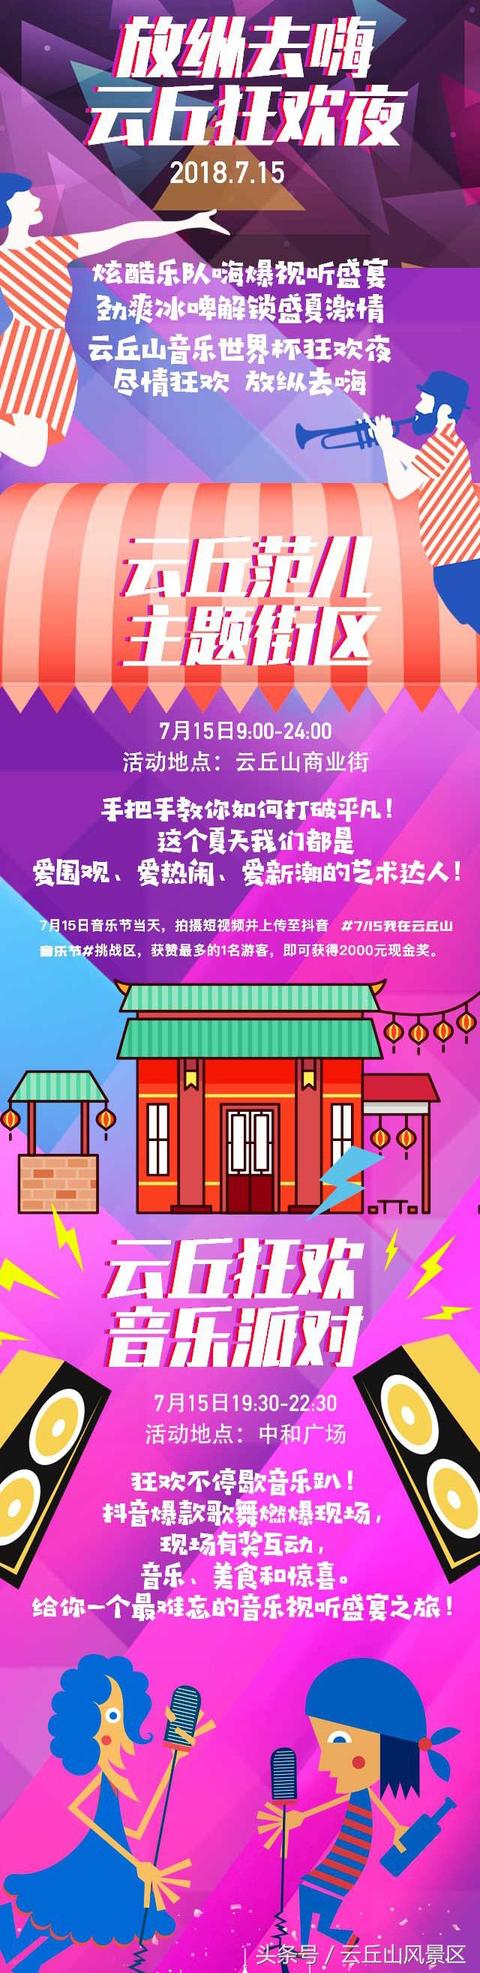 放纵去嗨
云丘狂欢夜
2018.7.15
炫酷乐队嗨爆视听盛宴
劲爽冰啤解锁盛夏激情
云丘山音乐世界杯狂欢夜
尽情狂欢 放纵去嗨
云丘范儿
主题街区
7月15日9:00-24:00
活动地点：云丘山商业街
手把手教你如何打破平凡！
这个夏天我们都是
爱围观、爱热闹、爱新潮的艺术达人！
7月15日音乐节当天，拍摄短视频并上传至抖音 #7/15我在云丘山
音乐节#挑战区，获赞最多的1名游客，即可获得2000元现金奖。
云丘狂欢
音乐派对
7月15日19:30-22:30
活动地点：中和广场
狂欢不停歇音乐趴！
抖音爆款歌舞燃爆现场，
现场有奖互动，
音乐、美食和惊喜。
给你一个最难忘的音乐视听盛宴之旅！
头条号 / 云丘山风景区